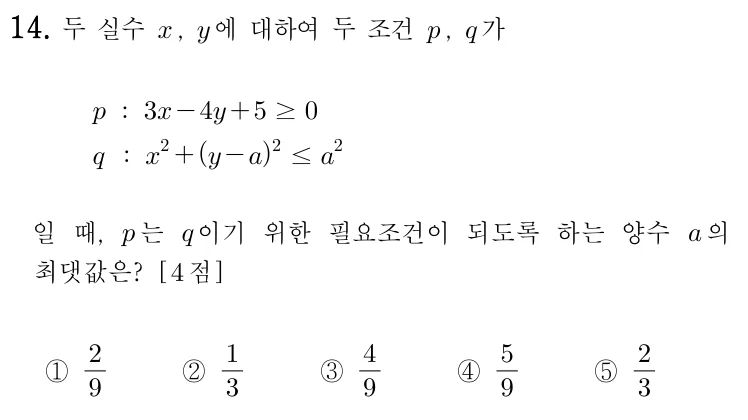 14. 두 실수 x, y에 대하여 두 조건 p, q가
p : 3x−4y+5 ≥ 0
q : x²+(y−a)² ≤ a²
일 때, p는 q이기 위한 필요조건이 되도록 하는 양수 a의
최댓값은? [4점]
① 2/9 ② 1/3 ③ 4/9 ④ 5/9 ⑤ 2/3